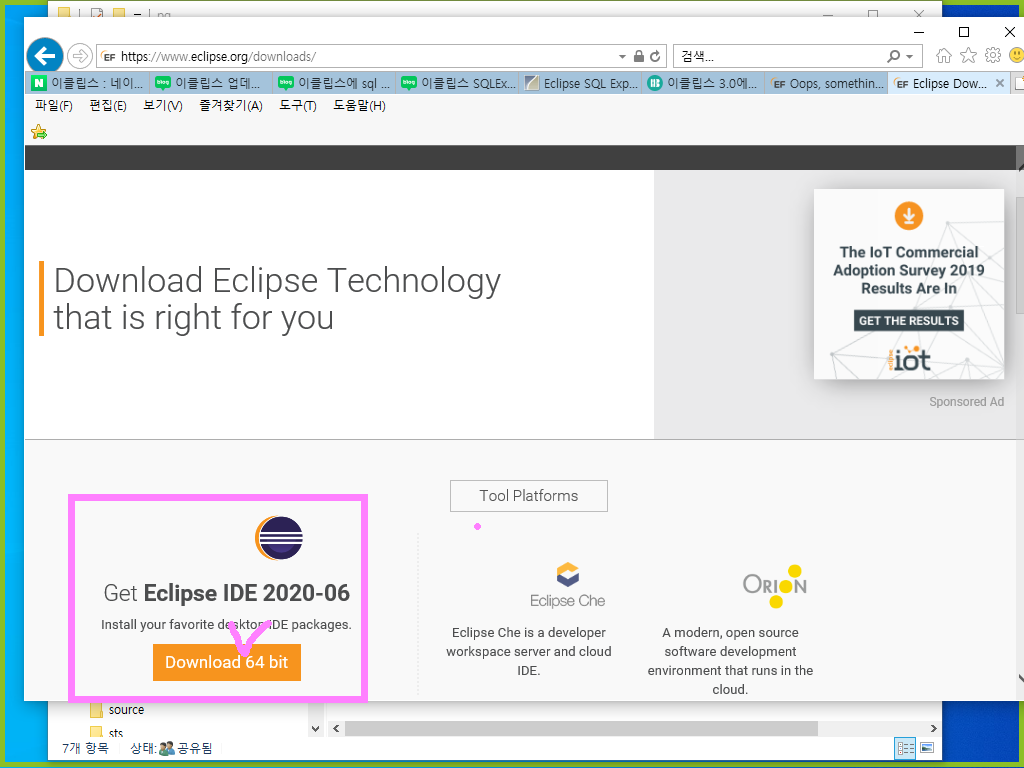 https://www.eclipse.org/downloads/
검색...
이클립스 : 네이...
이클립스 업데...
이클립스에 sql ...
이클립스 SQLEx...
Eclipse SQL Exp...
이클립스 3.0에...
Oops, somethin...
Eclipse Dow...
파일(F) 편집(E) 보기(V) 즐겨찾기(A) 도구(T) 도움말(H)
Download Eclipse Technology
that is right for you
The IoT Commercial
Adoption Survey 2019
Results Are In
GET THE RESULTS
eclipse iot
Sponsored Ad
Tool Platforms
Get Eclipse IDE 2020-06
Install your favorite desktop IDE packages.
Download 64 bit
Eclipse Che
Eclipse Che is a developer
workspace server and cloud
IDE.
ORION
A modern, open source
software development
environment that runs in the
cloud.
source
sts
7개 항목 상태: 공유됨